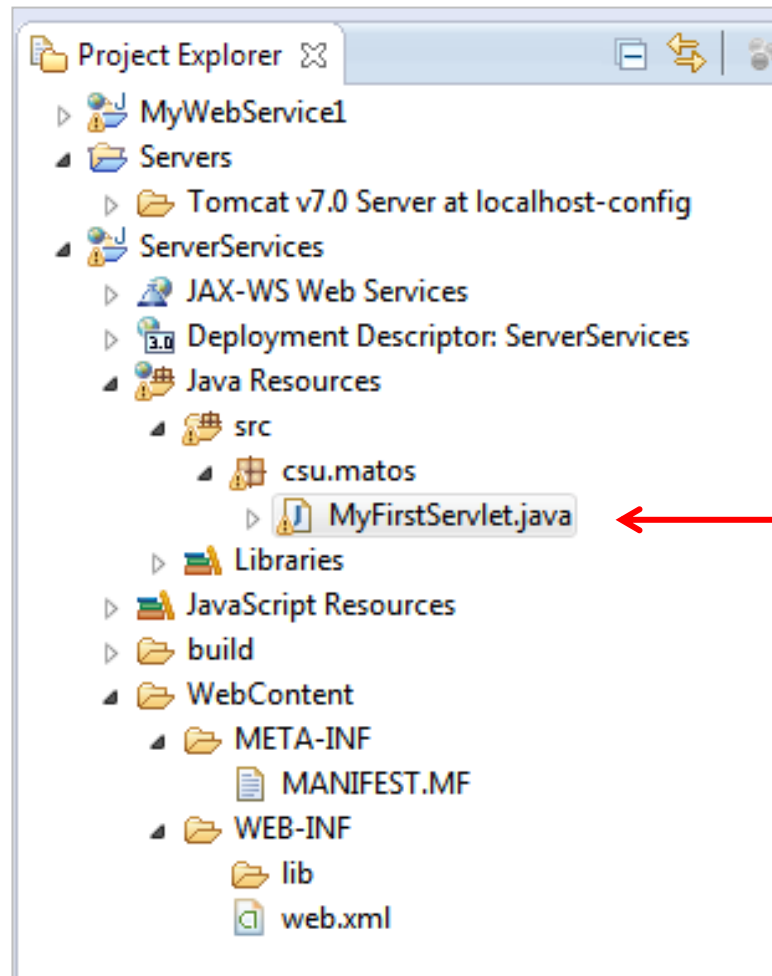 Project Explorer
MyWebService1
Servers
Tomcat v7.0 Server at localhost-config
ServerServices
JAX-WS Web Services
3.0 Deployment Descriptor: ServerServices
Java Resources
src
csu.matos
J MyFirstServlet.java
Libraries
JavaScript Resources
build
WebContent
META-INF
MANIFEST.MF
WEB-INF
lib
web.xml